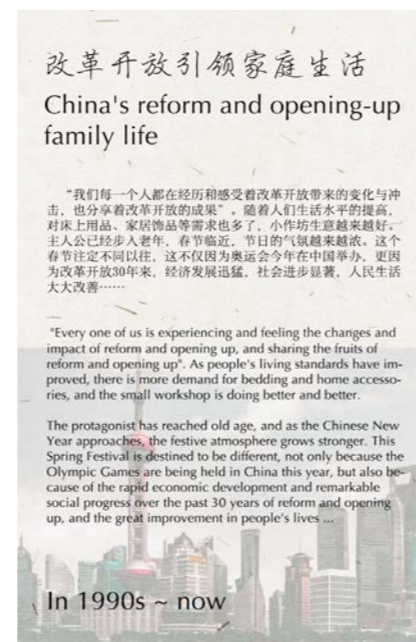 改革开放引领家庭生活
China's reform and opening-up
family life
“我们每一个人都在经历和感受着改革开放带来的变化与冲
击，也分享着改革开放的成果”。随着人们生活水平的提高，
对床上用品、家居饰品等需求也多了，小作坊生意越来越好。
主人公已经步入老年，春节临近，节日的气氛越来越浓。这个
春节注定不同以往，这不仅因为奥运会今年在中国举办，更因
为改革开放30年来，经济发展迅猛，社会进步显著，人民生活
大大改善……
"Every one of us is experiencing and feeling the changes and
impact of reform and opening up, and sharing the fruits of
reform and opening up". As people's living standards have im-
proved, there is more demand for bedding and home accesso-
ries, and the small workshop is doing better and better.
The protagonist has reached old age, and as the Chinese New
Year approaches, the festive atmosphere grows stronger. This
Spring Festival is destined to be different, not only because the
Olympic Games are being held in China this year, but also be-
cause of the rapid economic development and remarkable
social progress over the past 30 years of reform and opening
up, and the great improvement in people's lives ...
In 1990s ~ now